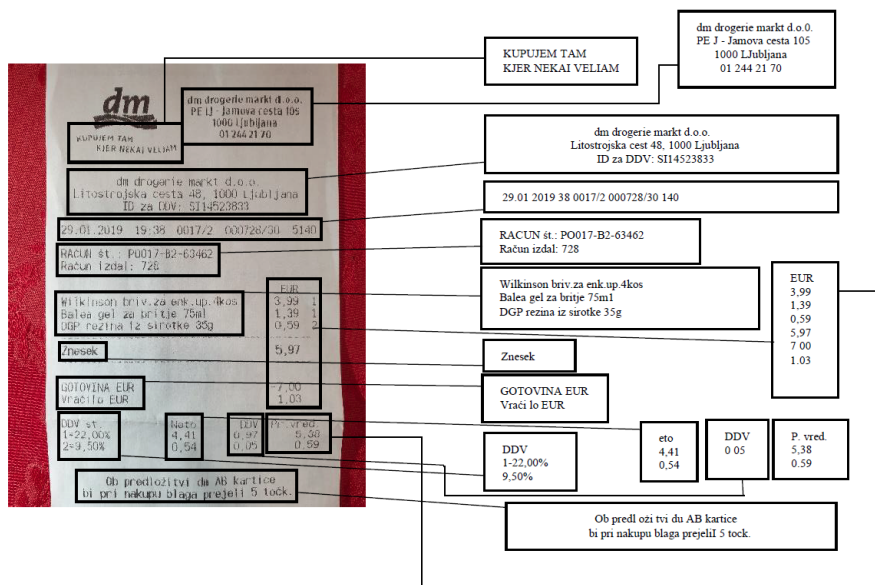 dm
dm drogerie markt d.o.o.
PE IJ - Jamova cesta 105
1000 Ljubljana
01 244 21 70
KUPUJEM TAM
KJER NEKAJ VELJAM
dm drogerie markt d.o.o.
Litostrojska cesta 48, 1000 Ljubljana
ID za DDV: SI14523833
29.01.2019 19:38 0017/2 000728/30 5140
RAČUN št.: P0017-B2-63462
Račun izdal: 728
EUR
Wilkinson briv.za enk.up.4kos 3,99 1
Balea gel za britje 75ml 1,39 1
DGP rezina iz sirotke 35g 0,59 2
Znesek 5,97
GOTOVINA EUR -7,00
Vračilo EUR 1,03
DDV st. Neto DDV Pr.vred.
1=22,00% 4,41 0,97 5,38
2=9,50% 0,54 0,05 0,59
Ob predložitvi dm AB kartice
bi pri nakupu blaga prejeli 5 točk.
KUPUJEM TAM
KJER NEKAI VELIAM
dm drogerie markt d.o.0.
PE J - Jamova cesta 105
1000 LJubljana
01 244 21 70
dm drogerie markt d.o.o.
Litostrojska cest 48, 1000 Ljubljana
ID za DDV: SI14523833
29.01 2019 38 0017/2 000728/30 140
RACUN št.: PO017-B2-63462
Račun izdal: 728
Wilkinson briv.za enk.up.4kos
Balea gel za britje 75m1
DGP rezina iz sirotke 35g
EUR
3,99
1,39
0,59
5,97
7 00
1.03
Znesek
GOTOVINA EUR
Vrači lo EUR
DDV
1-22,00%
9,50%
eto
4,41
0,54
DDV
0 05
P. vred.
5,38
0.59
Ob predl oži tvi du AB kartice
bi pri nakupu blaga prejeliI 5 tock.